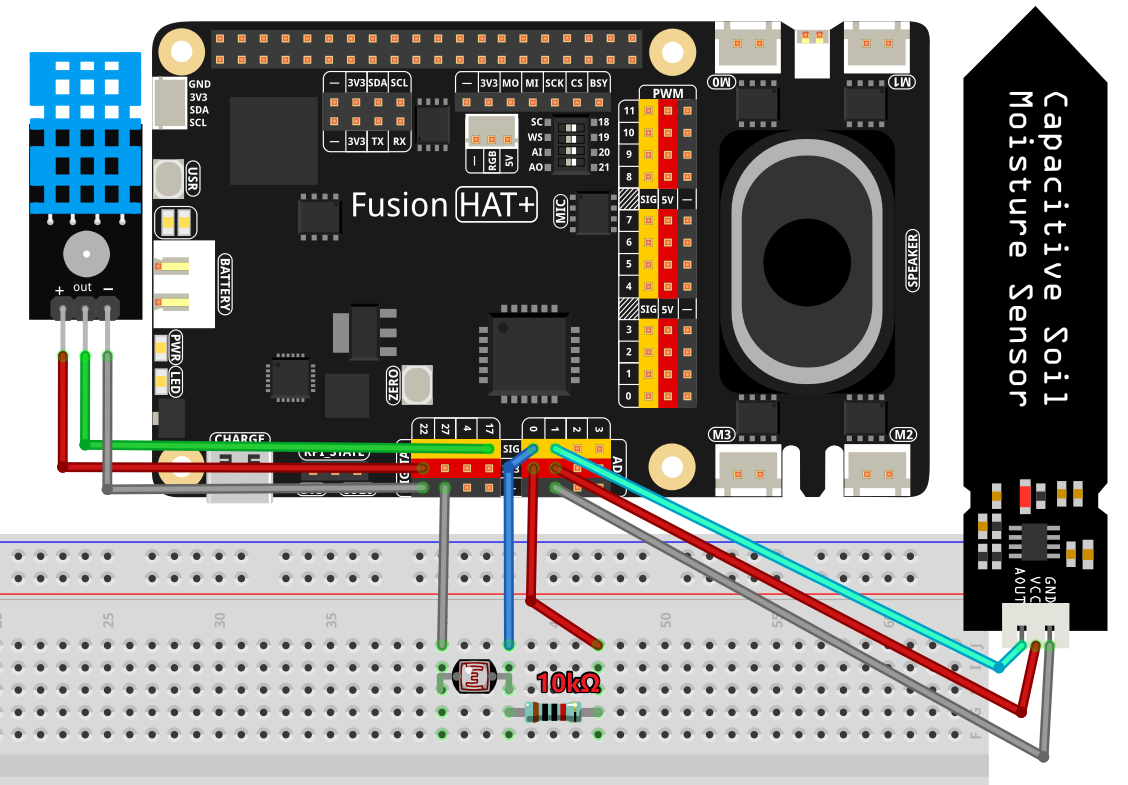 GND
3V3
SDA
SCL
— 3V3 SDA SCL
— 3V3 TX RX
— 3V3 MO MI SCK CS BSY
— RGB 5V
SC 18
WS 19
AI 20
AO 21
M0
M1
PWM
11
10
9
8
SIG 5V —
7
6
5
4
SIG 5V —
3
2
1
0
USR
Fusion HAT+
MIC
SPEAKER
BATTERY
PWR
LED
ZERO
+ out −
CHARGE
RPI_STATE
22 27 4 17
SIG
0 1 2 3
AD
M3
M2
Capacitive Soil
Moisture Sensor
AOUT
VCC
GND
25
30
35
50
10kΩ